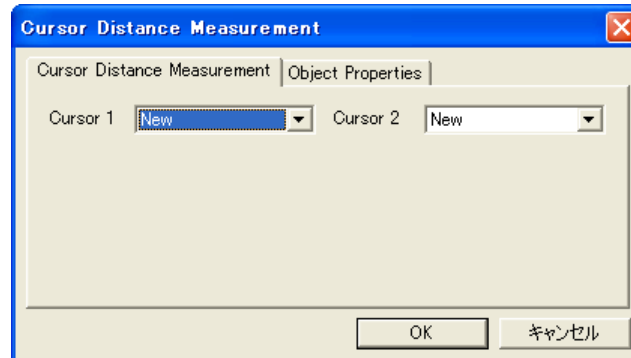 Cursor Distance Measurement
Cursor Distance Measurement Object Properties
Cursor 1 New Cursor 2 New
OK キャンセル